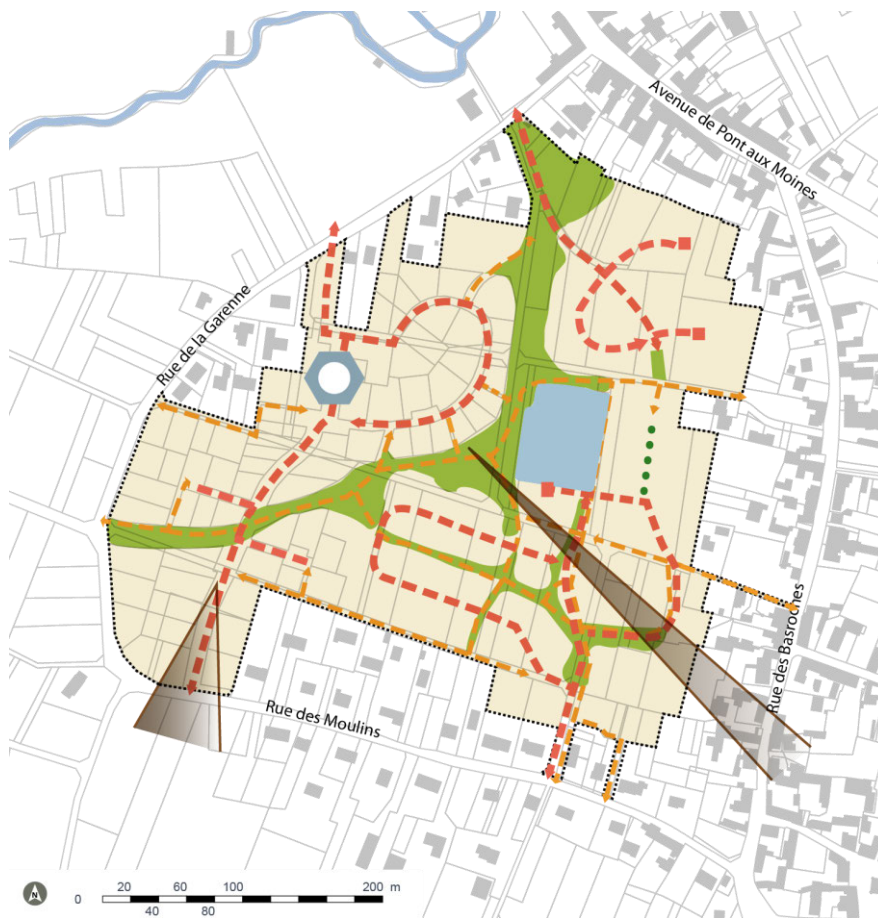 Avenue de Pont aux Moines
Rue de la Garenne
Rue des Basroches
Rue des Moulins
N
0 20 60 100 200 m
40 80